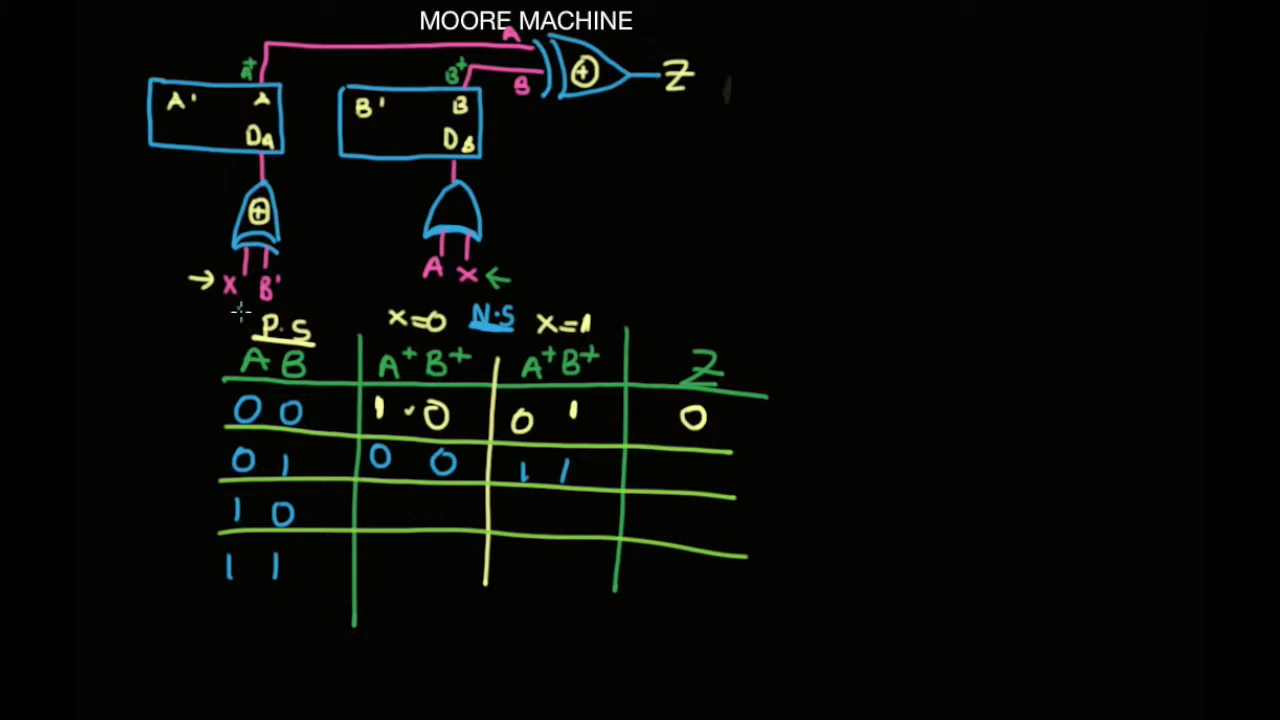 MOORE MACHINE
A
A⁺ B⁺ B ⊕ Z
A' A B' B
DA DB
⊕
→ X B' A X ←
P.S X=0 N.S X=1
A B A⁺ B⁺ A⁺ B⁺ Z
0 0 1 0 0 1 0
0 1 0 0 1 1
1 0
1 1